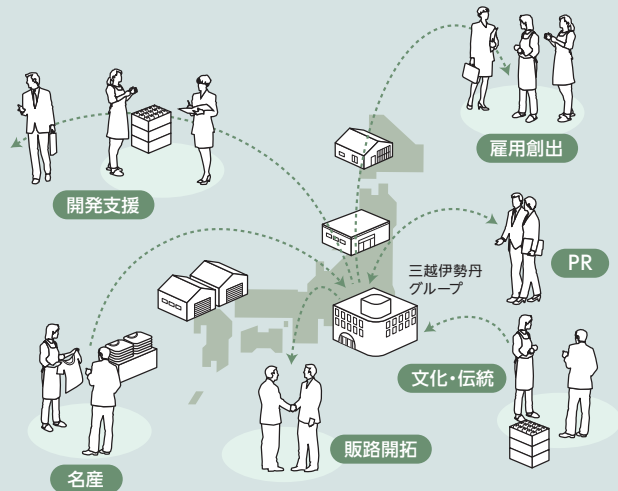 雇用創出
開発支援
PR
三越伊勢丹
グループ
文化・伝統
販路開拓
名産